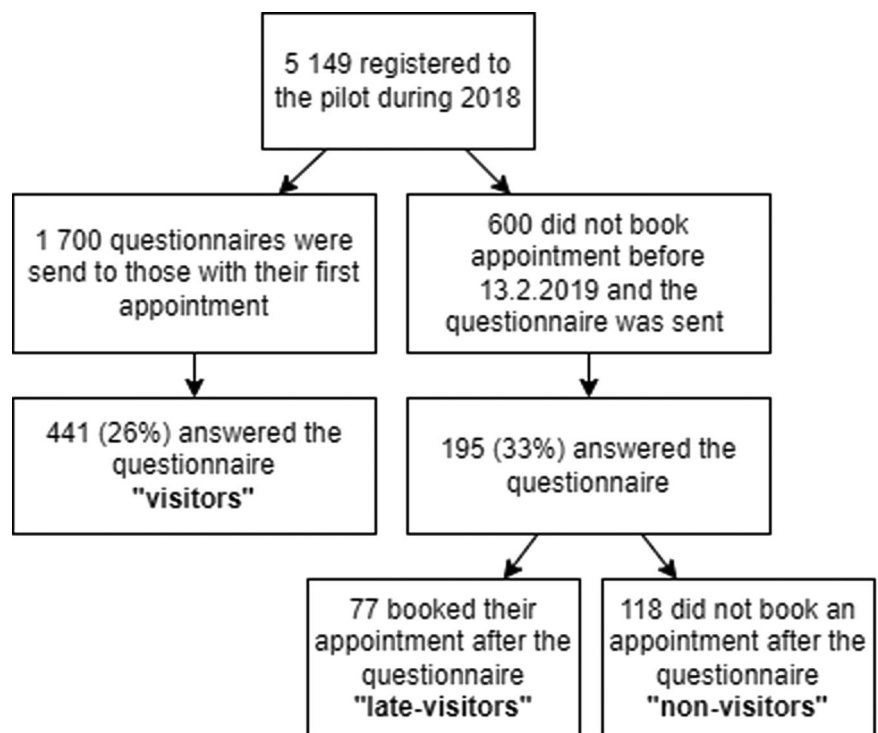 5 149 registered to
the pilot during 2018
1 700 questionnaires were
send to those with their first
appointment
600 did not book
appointment before
13.2.2019 and the
questionnaire was sent
441 (26%) answered the
questionnaire
"visitors"
195 (33%) answered the
questionnaire
77 booked their
appointment after the
questionnaire
"late-visitors"
118 did not book an
appointment after the
questionnaire
"non-visitors"